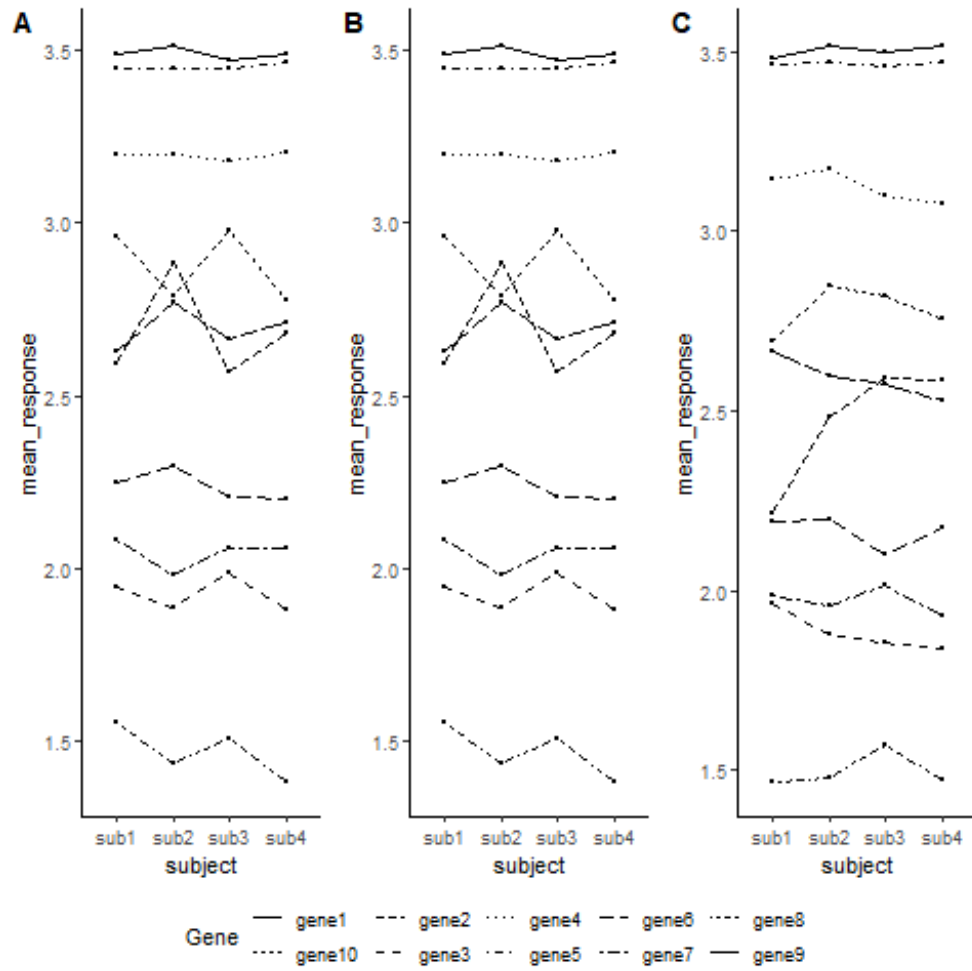 A
B
C
3.5
3.0
2.5
2.0
1.5
mean_response
sub1 sub2 sub3 sub4
subject
3.5
3.0
2.5
2.0
1.5
mean_response
sub1 sub2 sub3 sub4
subject
3.5
3.0
2.5
2.0
1.5
mean_response
sub1 sub2 sub3 sub4
subject
Gene
gene1 gene2 gene4 gene6 gene8
gene10 gene3 gene5 gene7 gene9